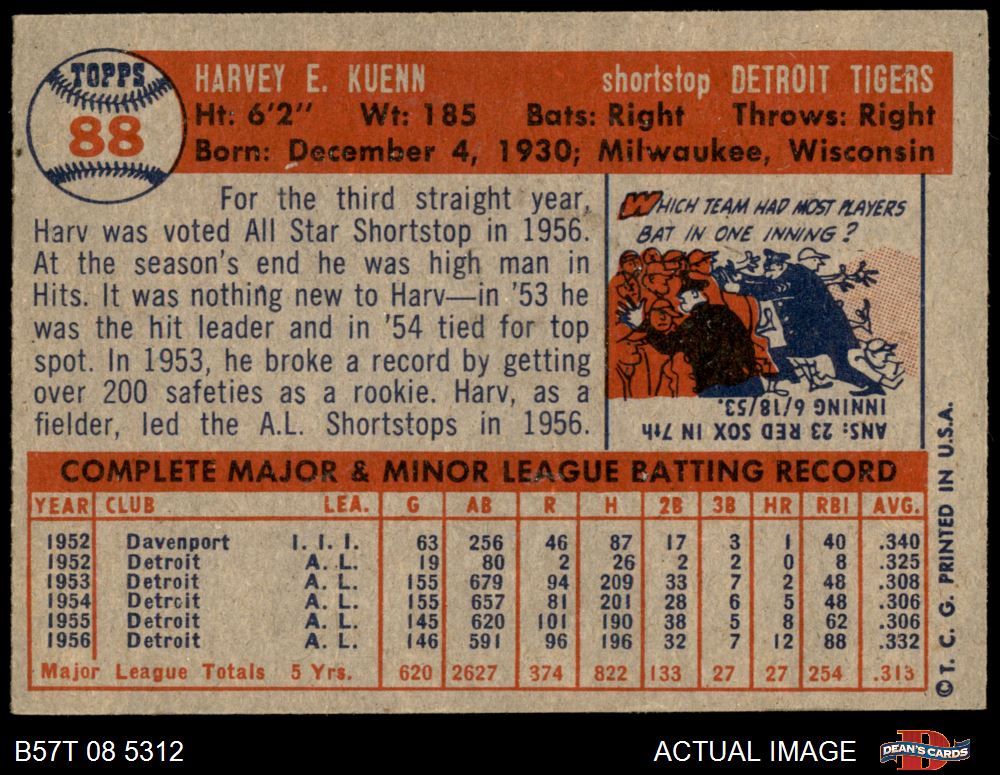 TOPPS
88
HARVEY E. KUENN shortstop DETROIT TIGERS
Ht: 6'2" Wt: 185 Bats: Right Throws: Right
Born: December 4, 1930; Milwaukee, Wisconsin
For the third straight year,
Harv was voted All Star Shortstop in 1956.
At the season's end he was high man in
Hits. It was nothing new to Harv—in '53 he
was the hit leader and in '54 tied for top
spot. In 1953, he broke a record by getting
over 200 safeties as a rookie. Harv, as a
fielder, led the A.L. Shortstops in 1956.
WHICH TEAM HAD MOST PLAYERS
BAT IN ONE INNING?
ANS: 23 RED SOX IN 7th
INNING 6/18/53.
COMPLETE MAJOR & MINOR LEAGUE BATTING RECORD
YEAR CLUB LEA. G AB R H 2B 3B HR RBI AVG.
1952 Davenport I. I. I. 63 256 46 87 17 3 1 40 .340
1952 Detroit A. L. 19 80 2 26 2 2 0 8 .325
1953 Detroit A. L. 155 679 94 209 33 7 2 48 .308
1954 Detroit A. L. 155 657 81 201 28 6 5 48 .306
1955 Detroit A. L. 145 620 101 190 38 5 8 62 .306
1956 Detroit A. L. 146 591 96 196 32 7 12 88 .332
Major League Totals 5 Yrs. 620 2627 374 822 133 27 27 254 .313
© T. C. G. PRINTED IN U.S.A.
B57T 08 5312 ACTUAL IMAGE
D
DEAN'S CARDS